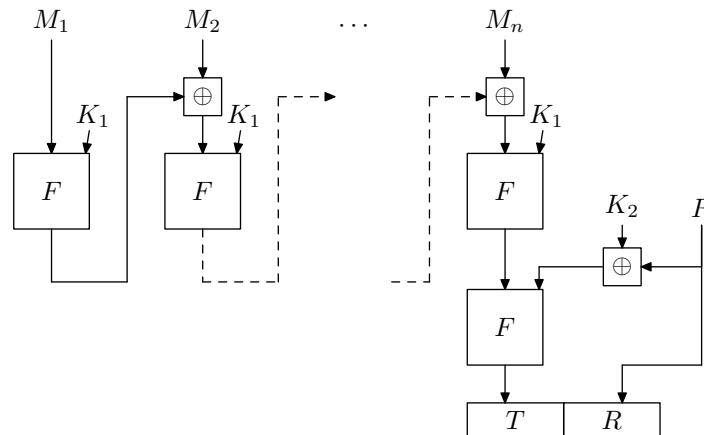 M₁ M₂ ... Mₙ
K₁ K₁ K₁
F F F
K₂
F
T R